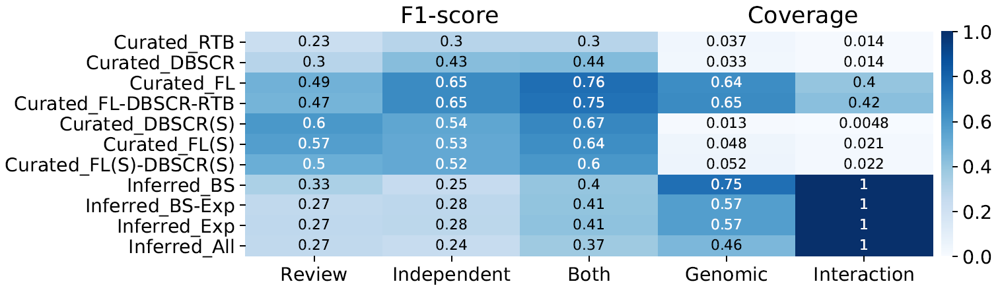 F1-score Coverage
Curated_RTB 0.23 0.3 0.3 0.037 0.014 1.0
Curated_DBSCR 0.3 0.43 0.44 0.033 0.014
Curated_FL 0.49 0.65 0.76 0.64 0.4 0.8
Curated_FL-DBSCR-RTB 0.47 0.65 0.75 0.65 0.42
Curated_DBSCR(S) 0.6 0.54 0.67 0.013 0.0048 0.6
Curated_FL(S) 0.57 0.53 0.64 0.048 0.021
Curated_FL(S)-DBSCR(S) 0.5 0.52 0.6 0.052 0.022 0.4
Inferred_BS 0.33 0.25 0.4 0.75 1
Inferred_BS-Exp 0.27 0.28 0.41 0.57 1 0.2
Inferred_Exp 0.27 0.28 0.41 0.57 1
Inferred_All 0.27 0.24 0.37 0.46 1 0.0
Review Independent Both Genomic Interaction